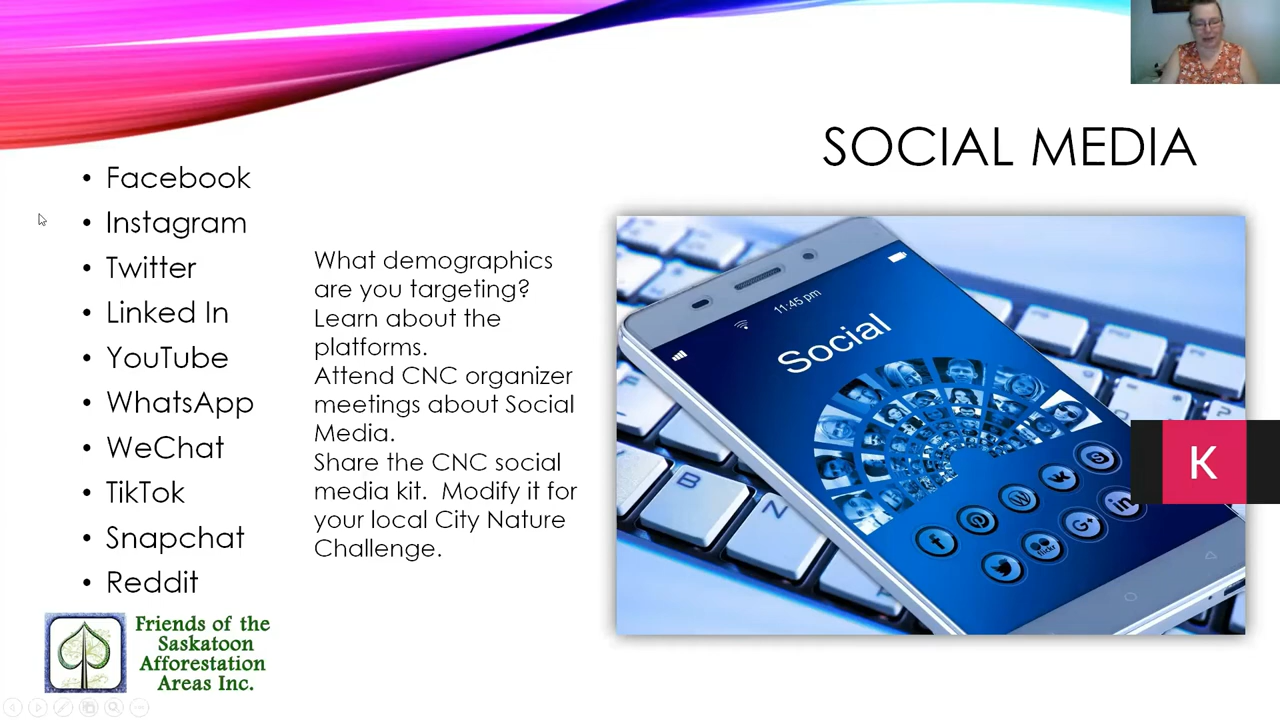 SOCIAL MEDIA
• Facebook
• Instagram
• Twitter
• Linked In
• YouTube
• WhatsApp
• WeChat
• TikTok
• Snapchat
• Reddit
What demographics
are you targeting?
Learn about the
platforms.
Attend CNC organizer
meetings about Social
Media.
Share the CNC social
media kit.  Modify it for
your local City Nature
Challenge.
11:45 pm
Social
B
N
K
Friends of the
Saskatoon
Afforestation
Areas Inc.
flickr
G+
in